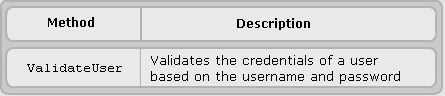 Method Description
ValidateUser Validates the credentials of a user
based on the username and password